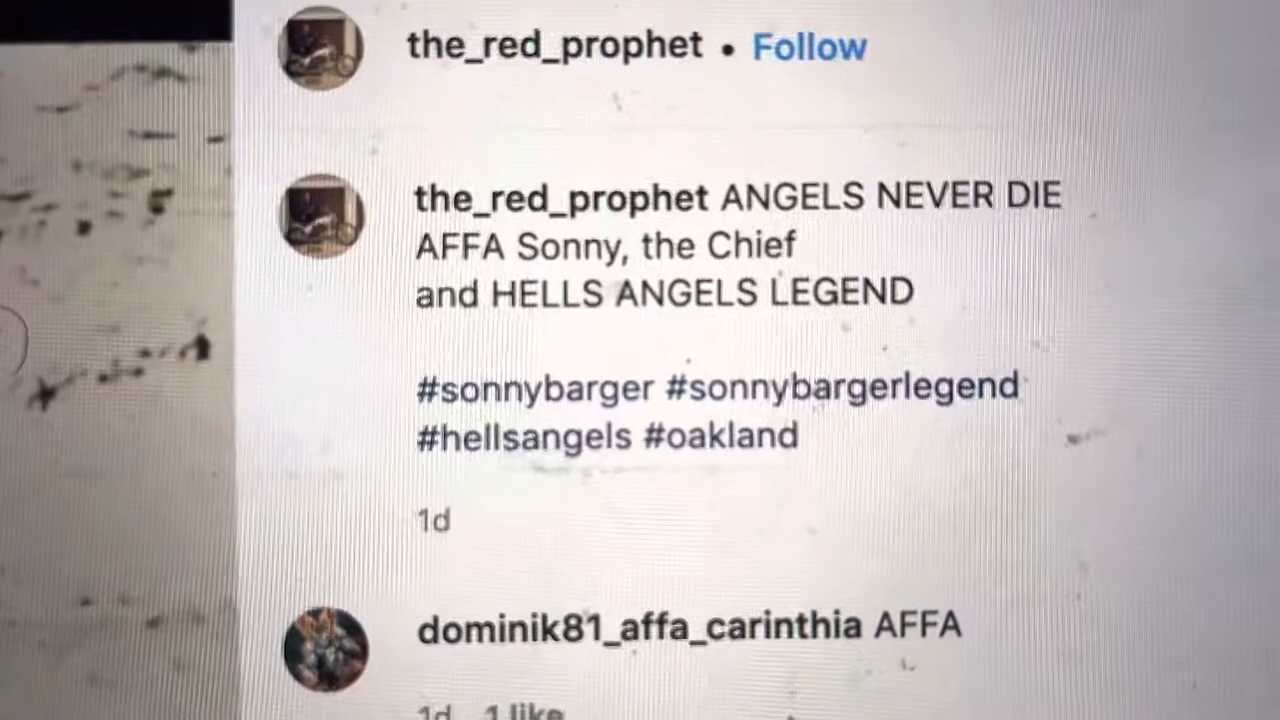 the_red_prophet • Follow
the_red_prophet ANGELS NEVER DIE
AFFA Sonny, the Chief
and HELLS ANGELS LEGEND
#sonnybarger #sonnybargerlegend
#hellsangels #oakland
1d
dominik81_affa_carinthia AFFA
1d 1 like